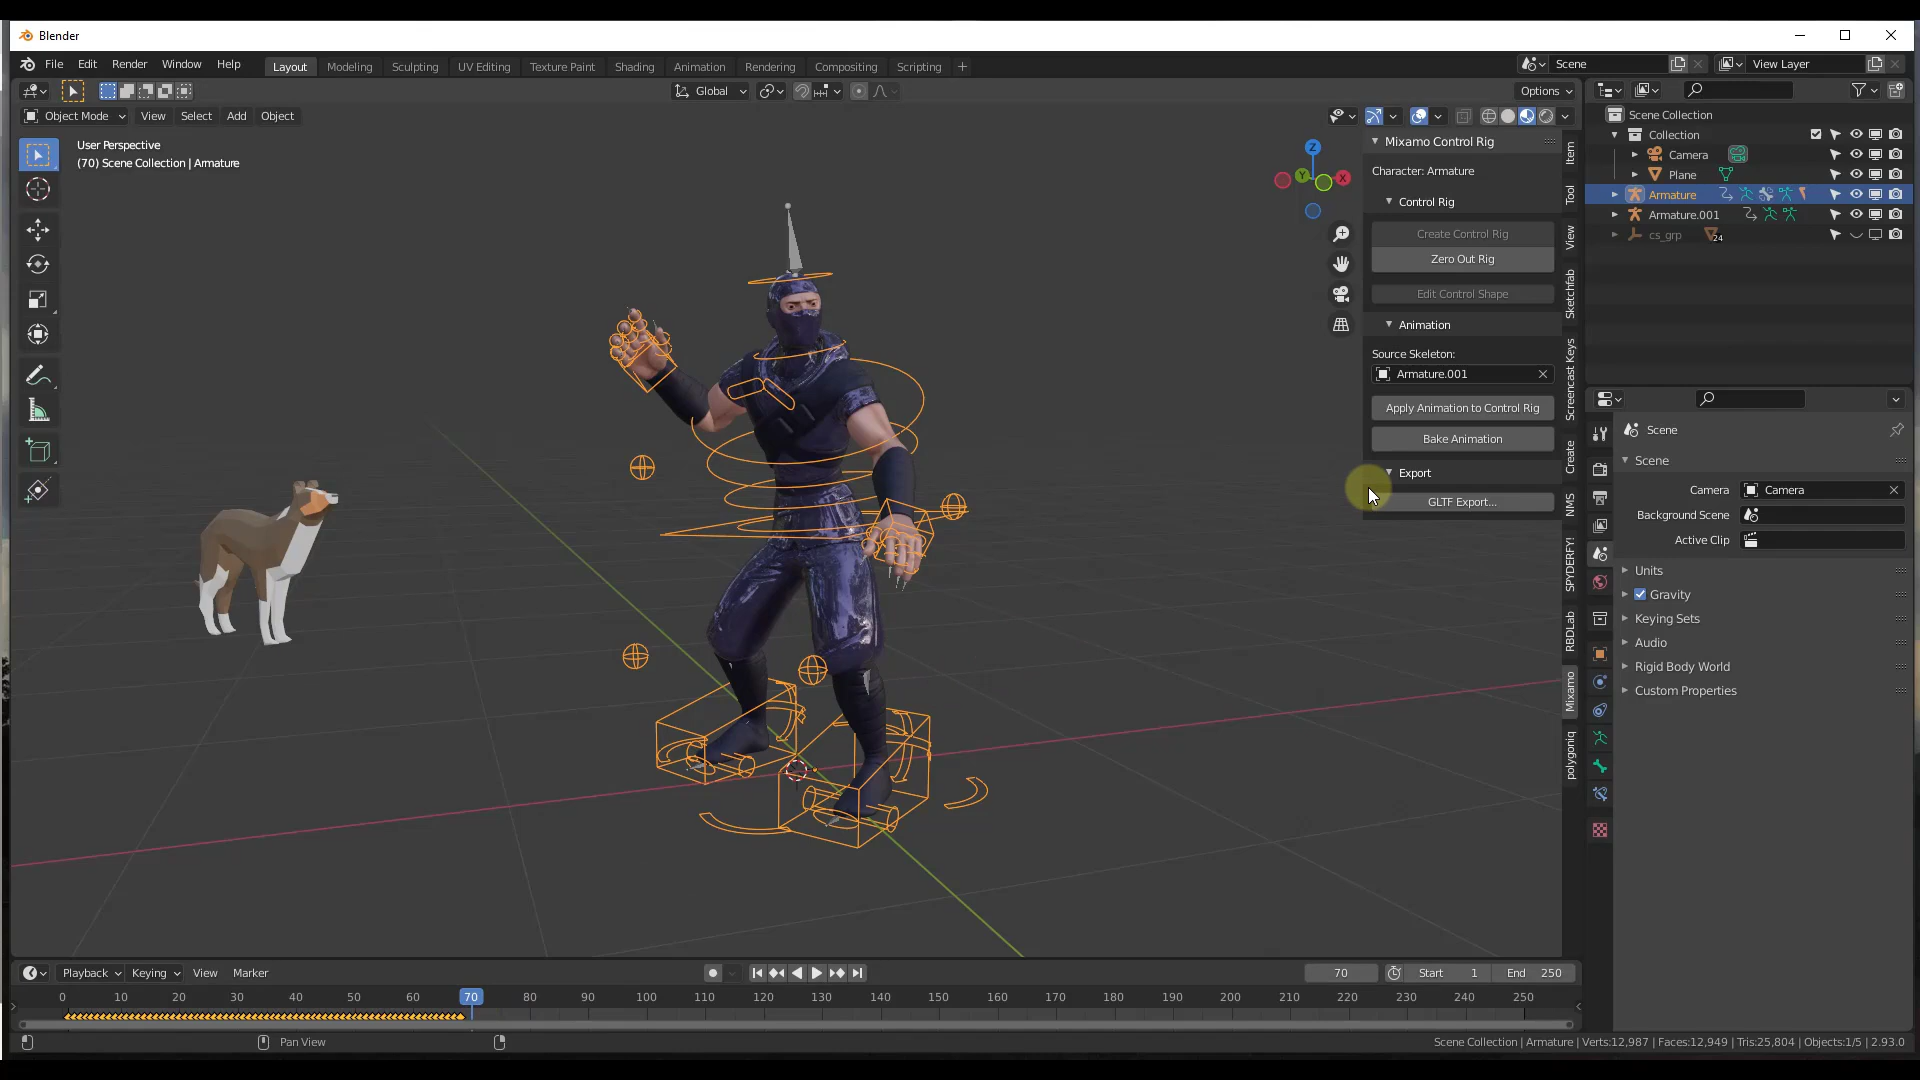 Blender
File Edit Render Window Help
Layout Modeling Sculpting UV Editing Texture Paint Shading Animation Rendering Compositing Scripting +
Scene
View Layer
Global
Options
Object Mode View Select Add Object
User Perspective
(70) Scene Collection | Armature
Z
Y
X
Mixamo Control Rig
Character: Armature
Control Rig
Create Control Rig
Zero Out Rig
Edit Control Shape
Animation
Source Skeleton:
Armature.001
Apply Animation to Control Rig
Bake Animation
Export
GLTF Export...
Item
Tool
View
Sketchfab
Screencast Keys
Create
NMS
SPYDERFY!
RBDLab
Mixamo
polygoniq
Scene Collection
Collection
Camera
Plane
Armature
Armature.001
cs_grp 24
Scene
Scene
Camera Camera
Background Scene
Active Clip
Units
Gravity
Keying Sets
Audio
Rigid Body World
Custom Properties
Playback Keying View Marker
70 Start 1 End 250
0 10 20 30 40 50 60 70 80 90 100 110 120 130 140 150 160 170 180 190 200 210 220 230 240 250
Pan View
Scene Collection | Armature | Verts:12,987 | Faces:12,949 | Tris:25,804 | Objects:1/5 | 2.93.0